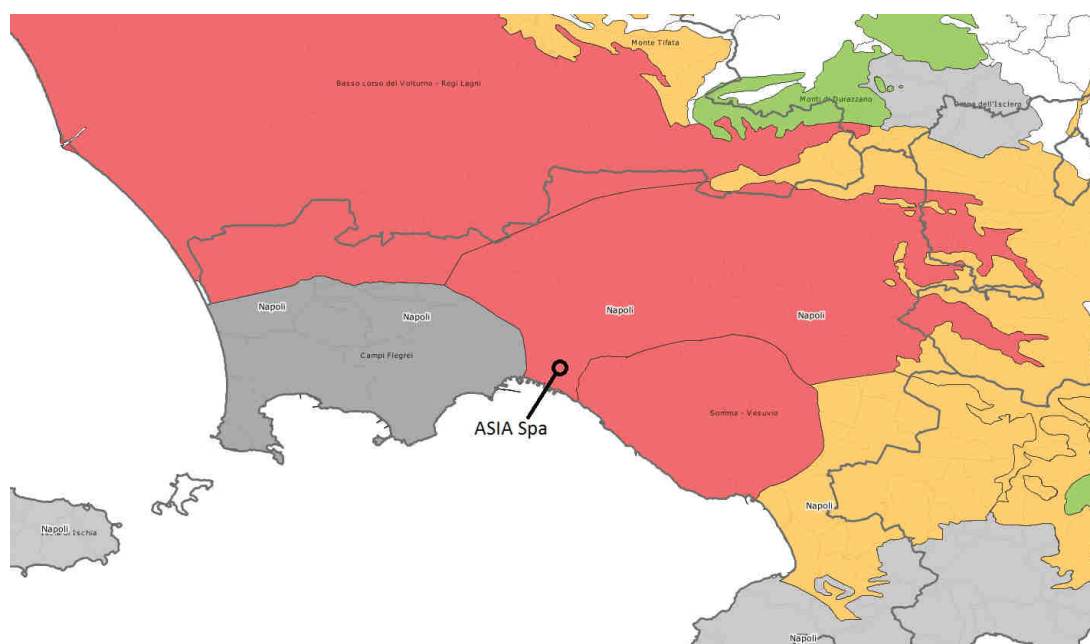 Monte Tifata
Basso corso del Volturno - Regi Lagni
Monti di Durazzano
Napoli
Napoli
Napoli
Napoli
Campi Flegrei
Somma - Vesuvio
ASIA Spa
Napoli
Napoli
Ischia
Napoli